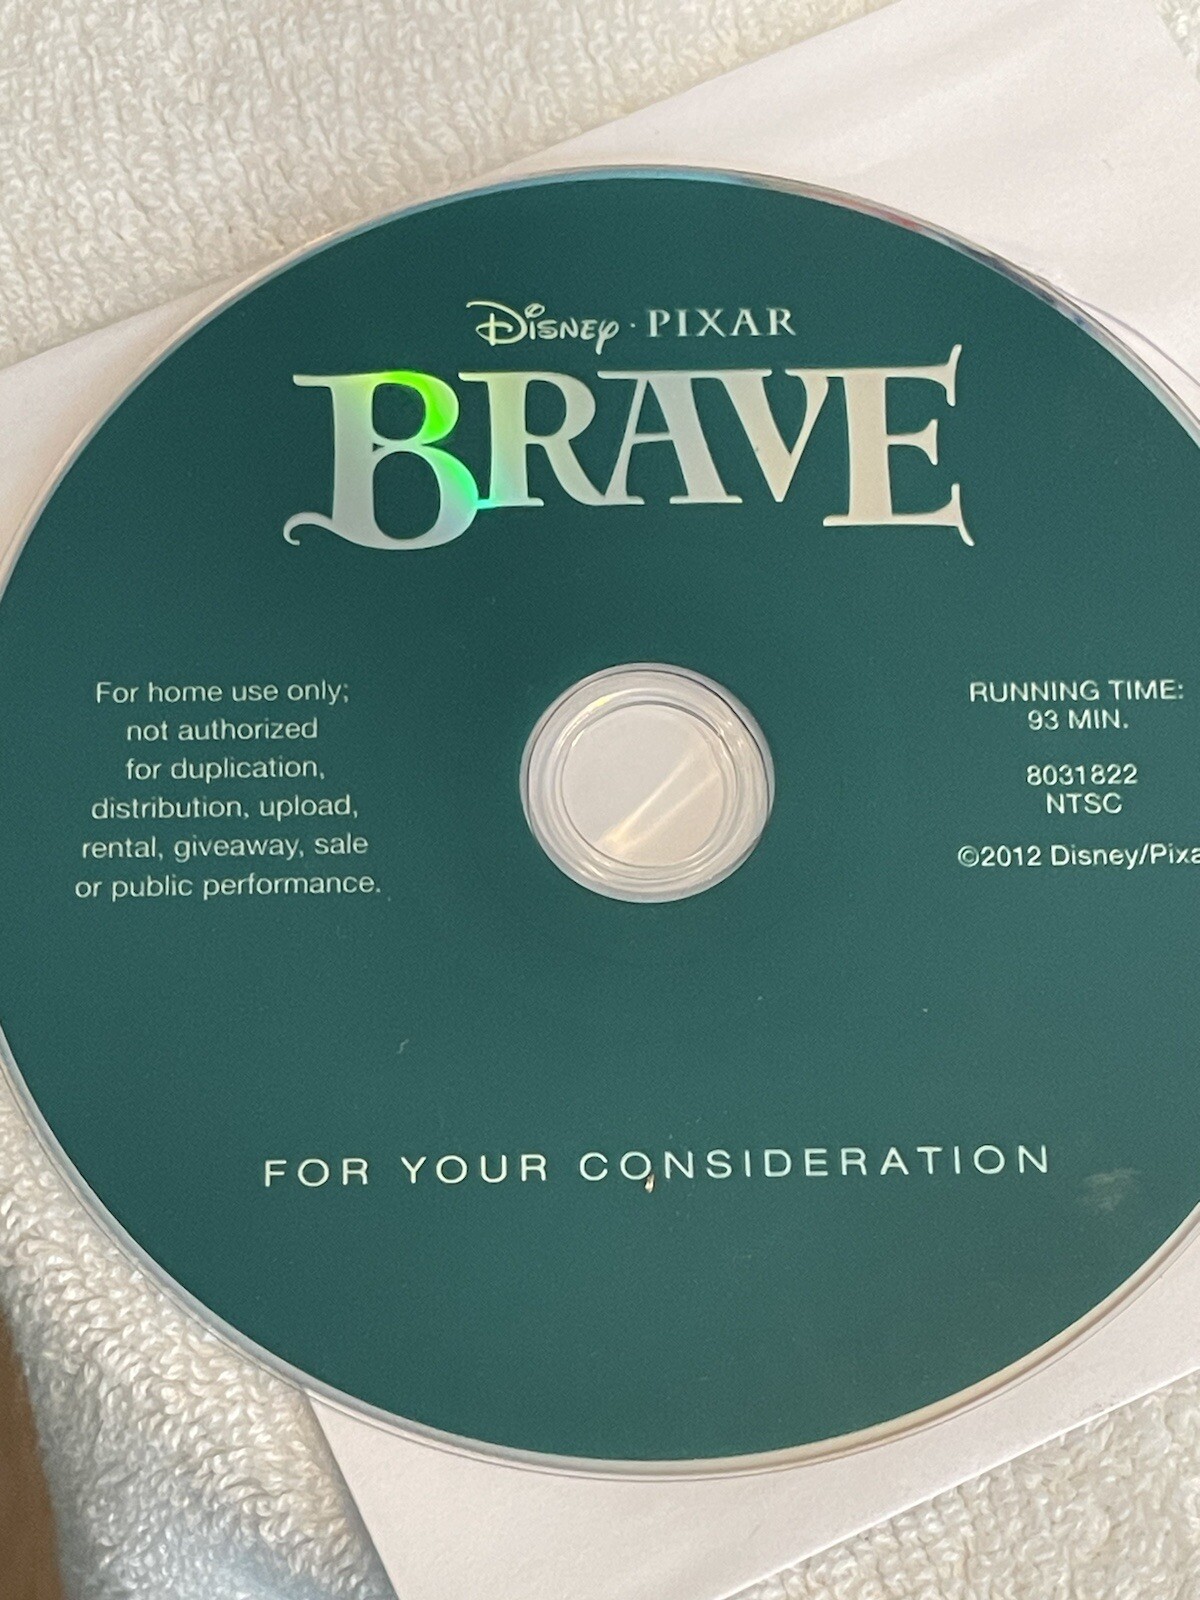 Disney · PIXAR
BRAVE
For home use only;
not authorized
for duplication,
distribution, upload,
rental, giveaway, sale
or public performance.
RUNNING TIME:
93 MIN.
8031822
NTSC
©2012 Disney/Pixa
FOR YOUR CONSIDERATION